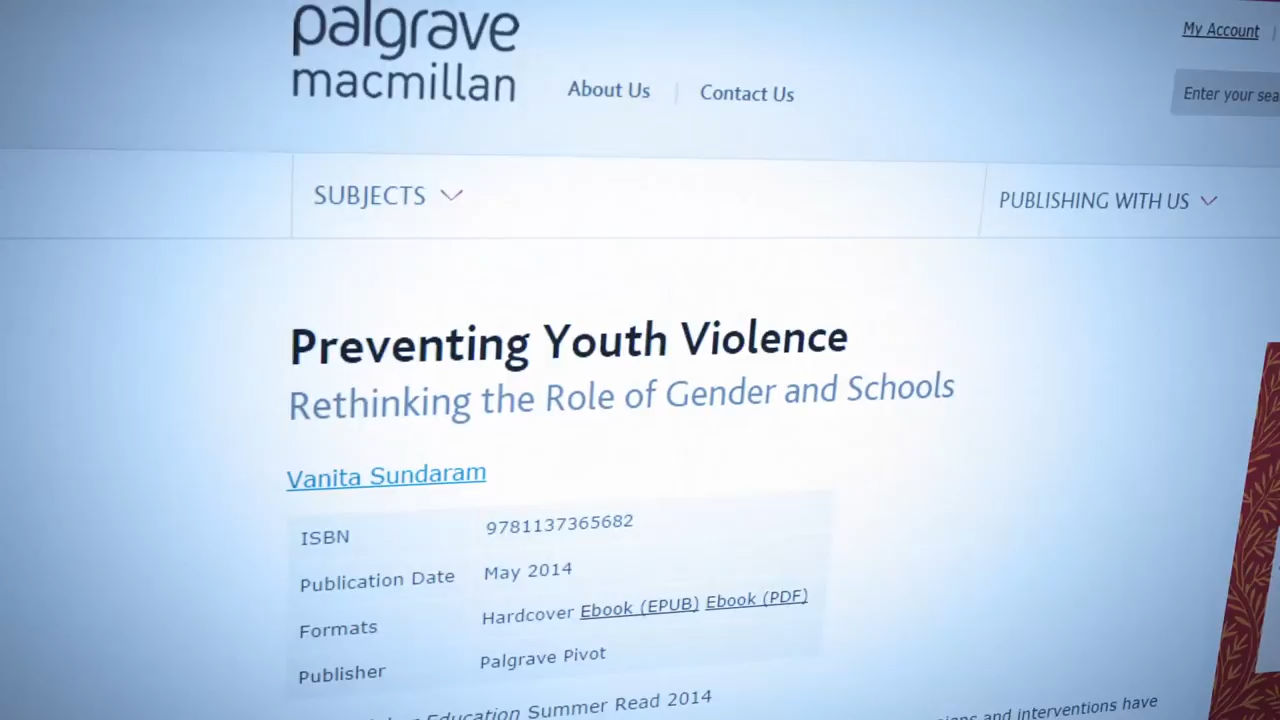 palgrave
macmillan
About Us
Contact Us
My Account
Enter your sea
SUBJECTS
PUBLISHING WITH US
Preventing Youth Violence
Rethinking the Role of Gender and Schools
Vanita Sundaram
ISBN 9781137365682
Publication Date May 2014
Formats Hardcover Ebook (EPUB) Ebook (PDF)
Publisher Palgrave Pivot
Education Summer Read 2014
and interventions have